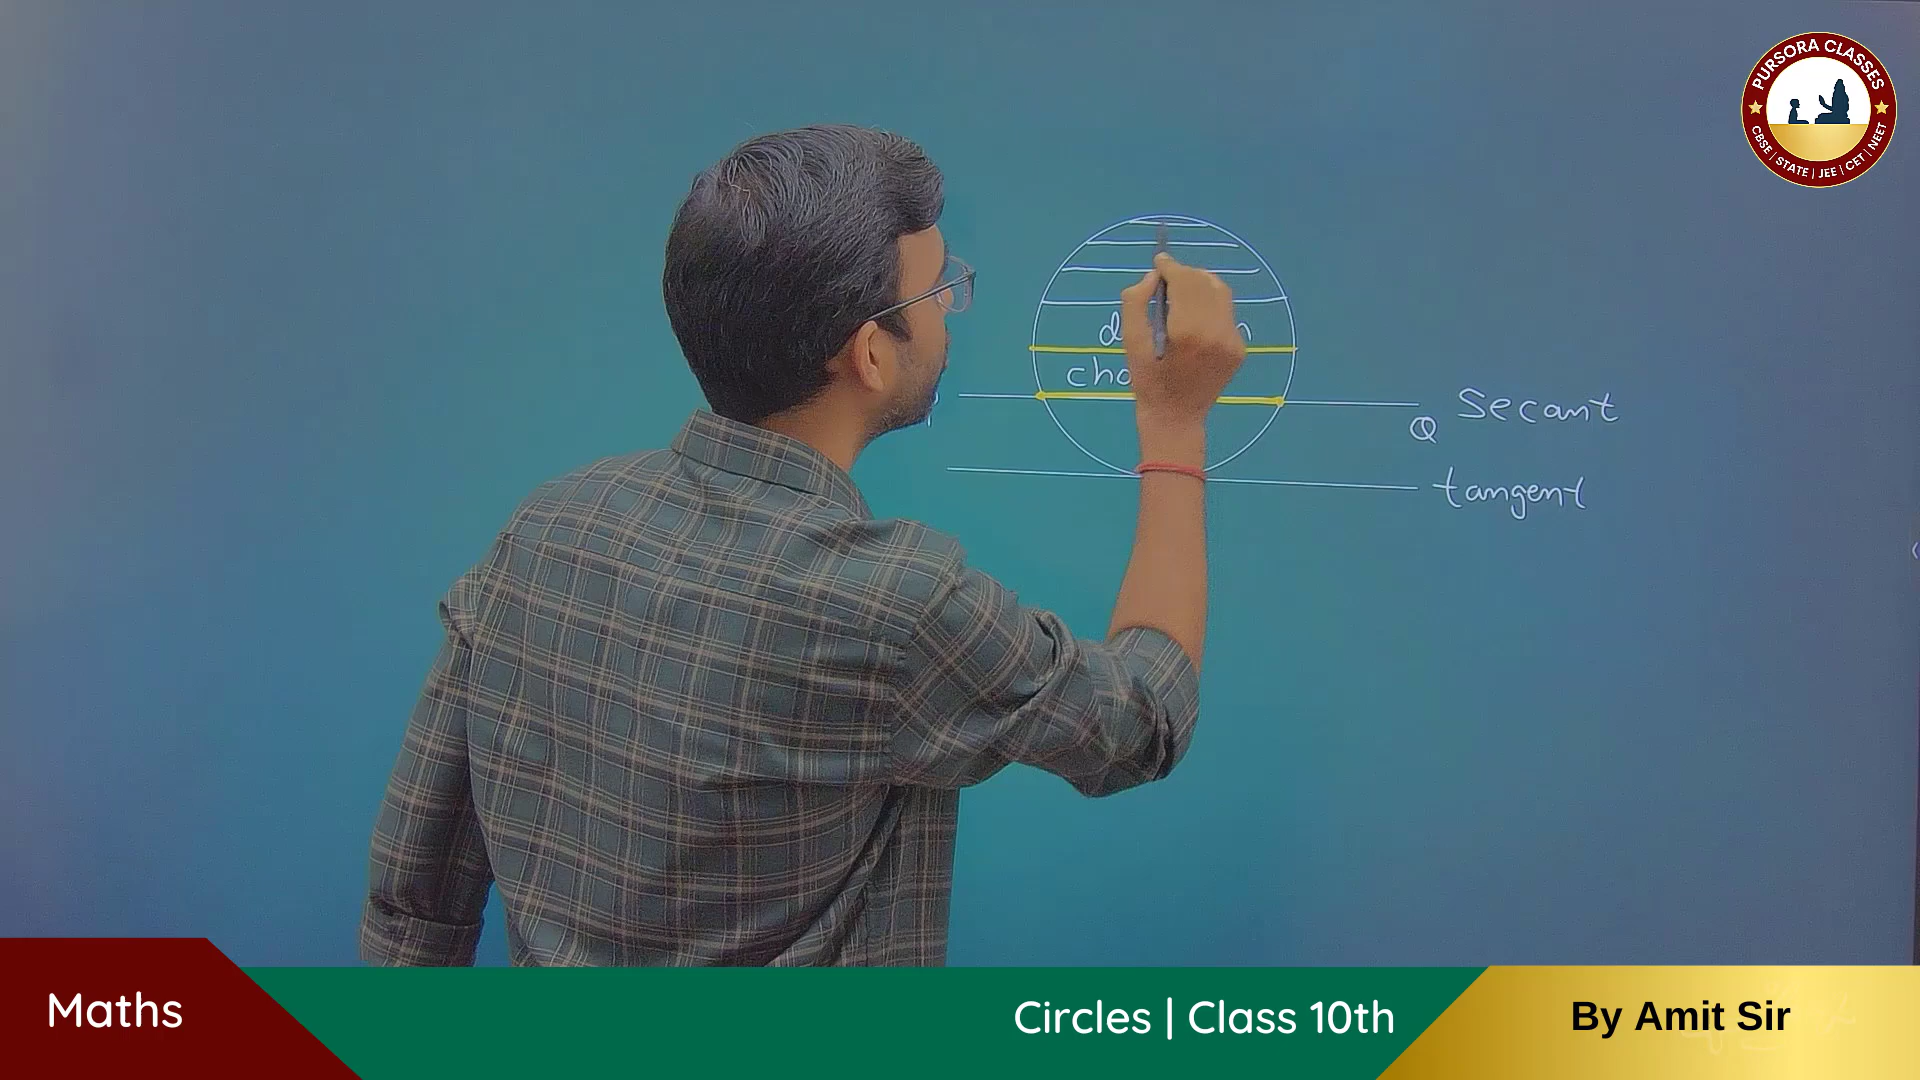 PURSORA CLASSES
CBSE | STATE | JEE | CET | NEET
Q
Secant
tangent
Maths
Circles | Class 10th
By Amit Sir